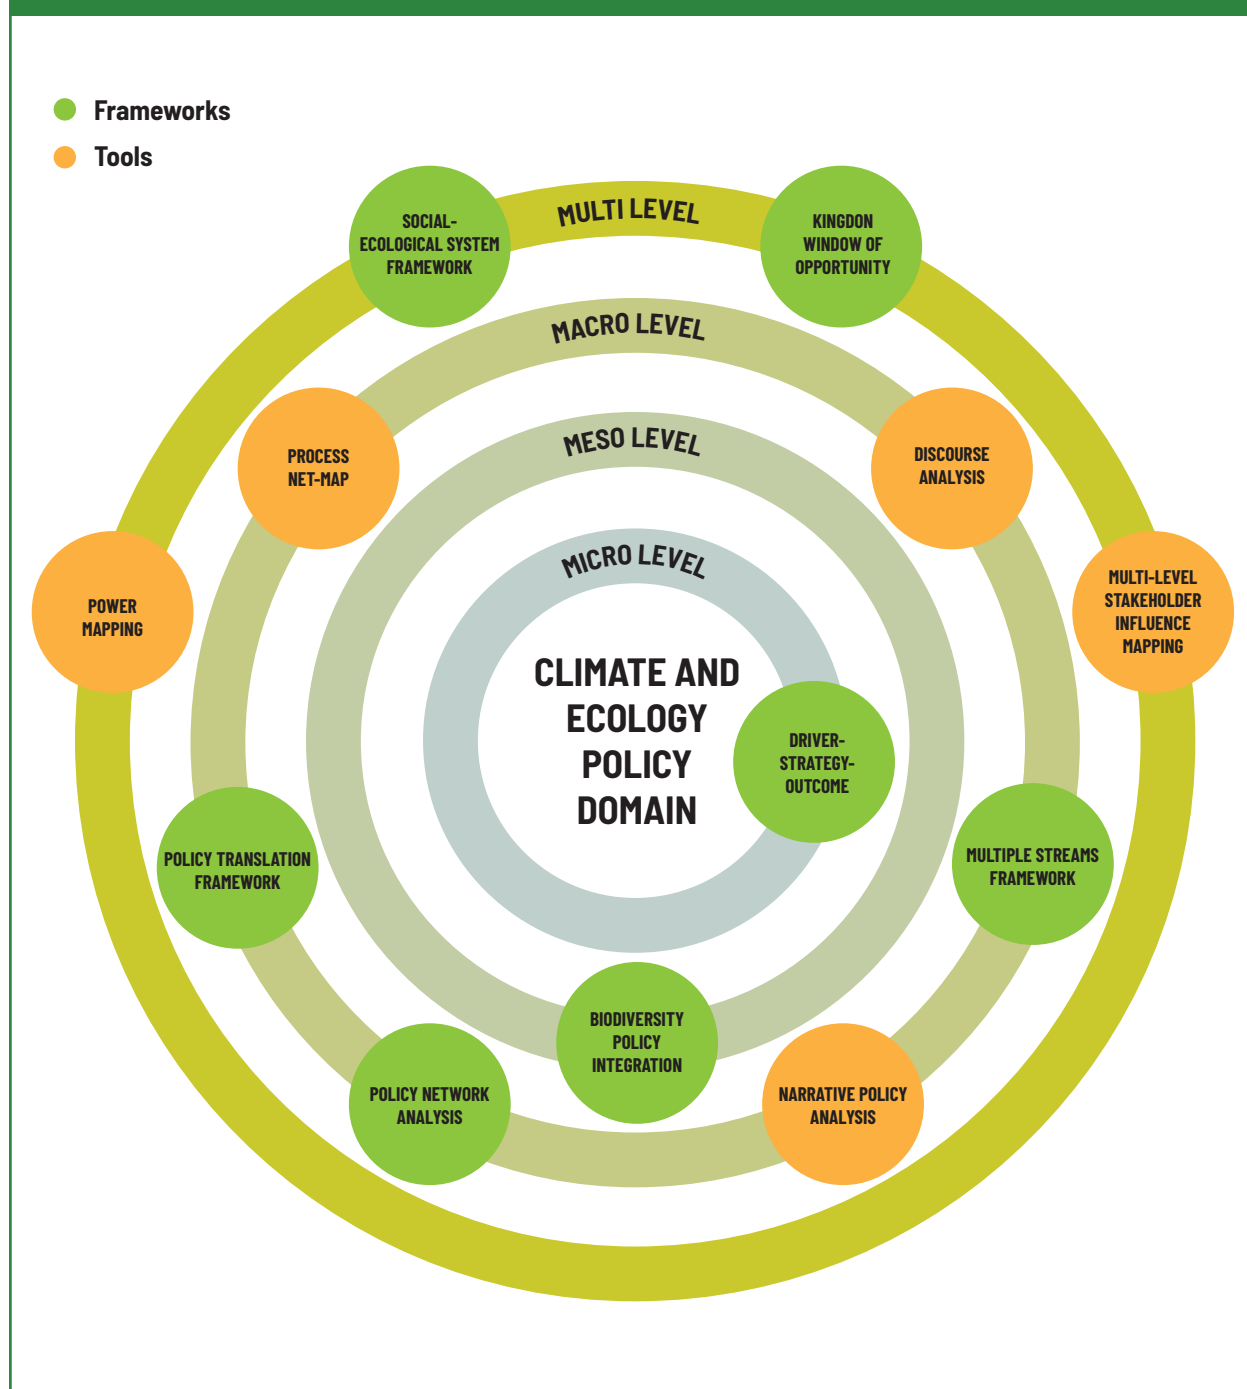 Frameworks
Tools
MULTI LEVEL
SOCIAL-
ECOLOGICAL SYSTEM
FRAMEWORK
KINGDON
WINDOW OF
OPPORTUNITY
MACRO LEVEL
PROCESS
NET-MAP
DISCOURSE
ANALYSIS
MESO LEVEL
MICRO LEVEL
POWER
MAPPING
MULTI-LEVEL
STAKEHOLDER
INFLUENCE
MAPPING
CLIMATE AND
ECOLOGY
POLICY
DOMAIN
DRIVER-
STRATEGY-
OUTCOME
POLICY TRANSLATION
FRAMEWORK
MULTIPLE STREAMS
FRAMEWORK
BIODIVERSITY
POLICY
INTEGRATION
POLICY NETWORK
ANALYSIS
NARRATIVE POLICY
ANALYSIS